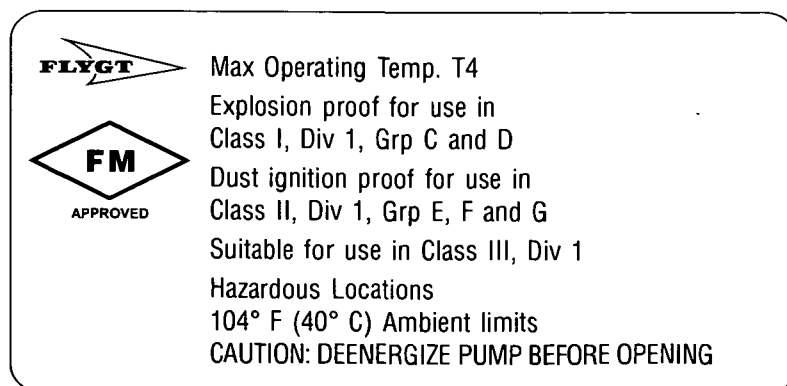 FLYGT
Max Operating Temp. T4
Explosion proof for use in
Class I, Div 1, Grp C and D
FM
APPROVED
Dust ignition proof for use in
Class II, Div 1, Grp E, F and G
Suitable for use in Class III, Div 1
Hazardous Locations
104° F (40° C) Ambient limits
CAUTION: DEENERGIZE PUMP BEFORE OPENING